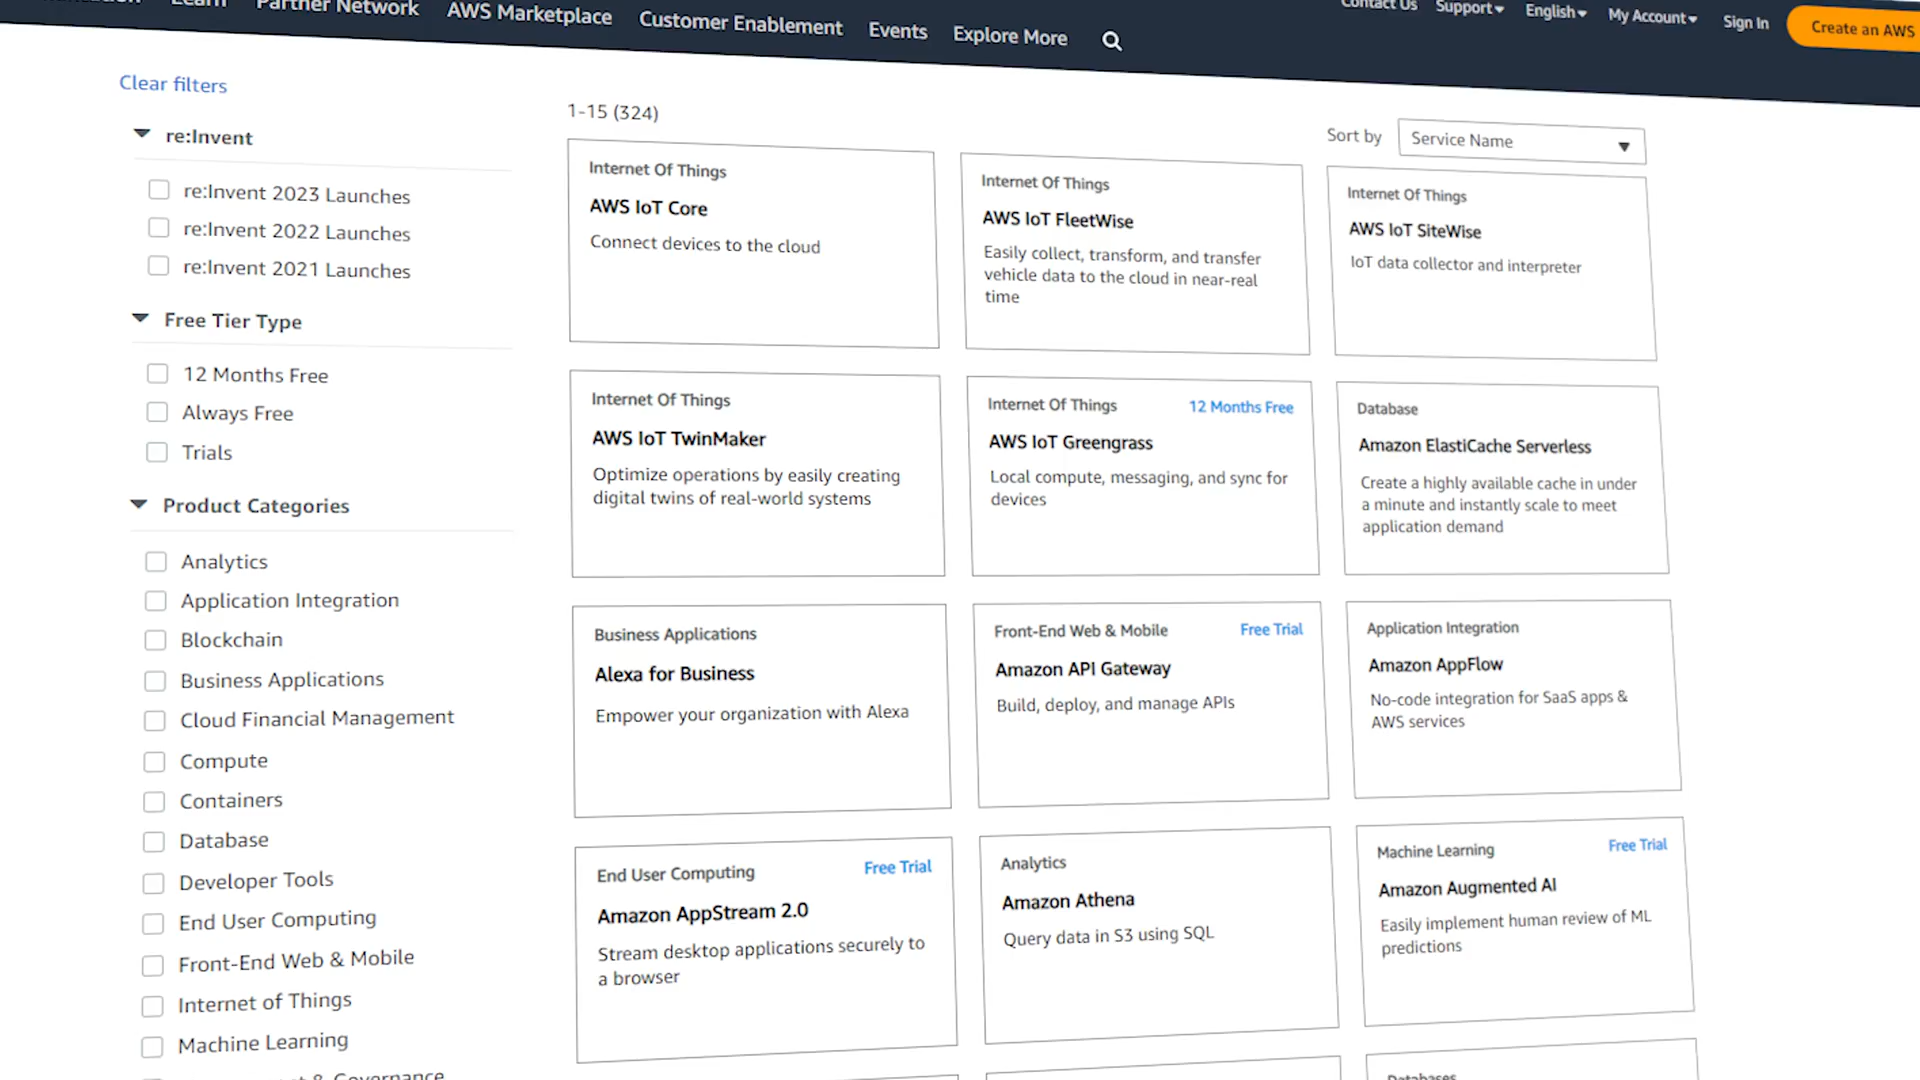 Learn
Partner Network
AWS Marketplace
Customer Enablement
Events
Explore More
Contact Us
Support
English
My Account
Sign In
Create an AWS
Clear filters
re:Invent
re:Invent 2023 Launches
re:Invent 2022 Launches
re:Invent 2021 Launches
Free Tier Type
12 Months Free
Always Free
Trials
Product Categories
Analytics
Application Integration
Blockchain
Business Applications
Cloud Financial Management
Compute
Containers
Database
Developer Tools
End User Computing
Front-End Web & Mobile
Internet of Things
Machine Learning
& Governance
1-15 (324)
Sort by
Service Name
Internet Of Things
AWS IoT Core
Connect devices to the cloud
Internet Of Things
AWS IoT FleetWise
Easily collect, transform, and transfer
vehicle data to the cloud in near-real
time
Internet Of Things
AWS IoT SiteWise
IoT data collector and interpreter
Internet Of Things
AWS IoT TwinMaker
Optimize operations by easily creating
digital twins of real-world systems
Internet Of Things
12 Months Free
AWS IoT Greengrass
Local compute, messaging, and sync for
devices
Database
Amazon ElastiCache Serverless
Create a highly available cache in under
a minute and instantly scale to meet
application demand
Business Applications
Alexa for Business
Empower your organization with Alexa
Front-End Web & Mobile
Free Trial
Amazon API Gateway
Build, deploy, and manage APIs
Application Integration
Amazon AppFlow
No-code integration for SaaS apps &
AWS services
End User Computing
Free Trial
Amazon AppStream 2.0
Stream desktop applications securely to
a browser
Analytics
Amazon Athena
Query data in S3 using SQL
Machine Learning
Free Trial
Amazon Augmented AI
Easily implement human review of ML
predictions
Databases